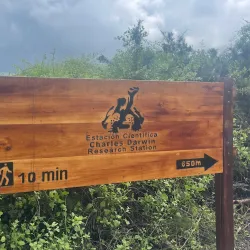 Estación Científica
Charles Darwin
Research Station
650m
10 min